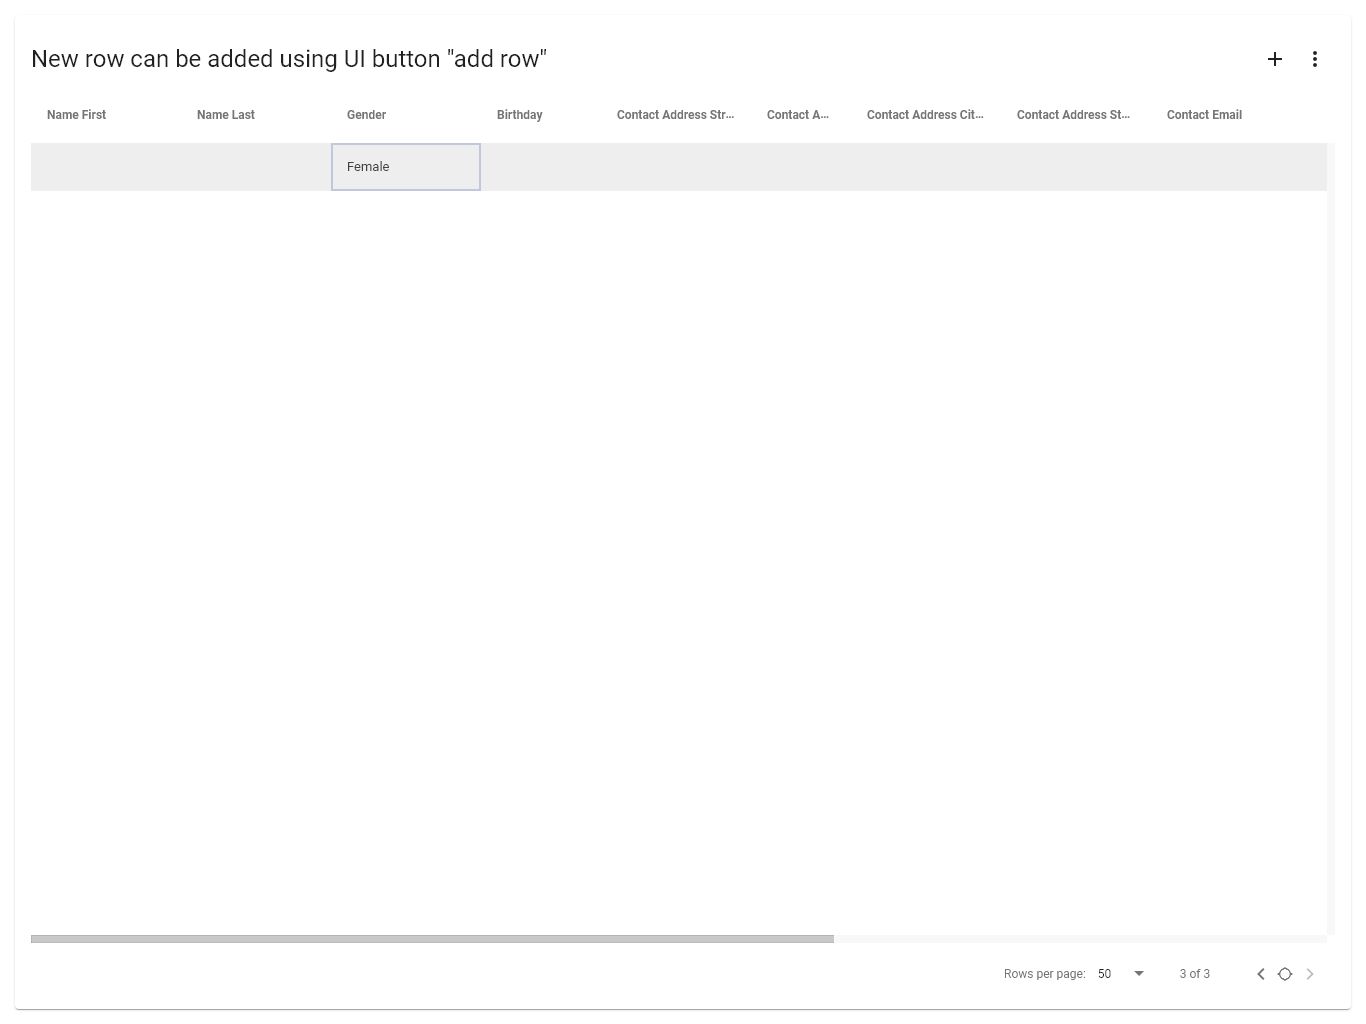 New row can be added using UI button "add row"
Name First Name Last Gender Birthday Contact Address Str... Contact A... Contact Address Cit... Contact Address St... Contact Email
Female
Rows per page: 50 3 of 3